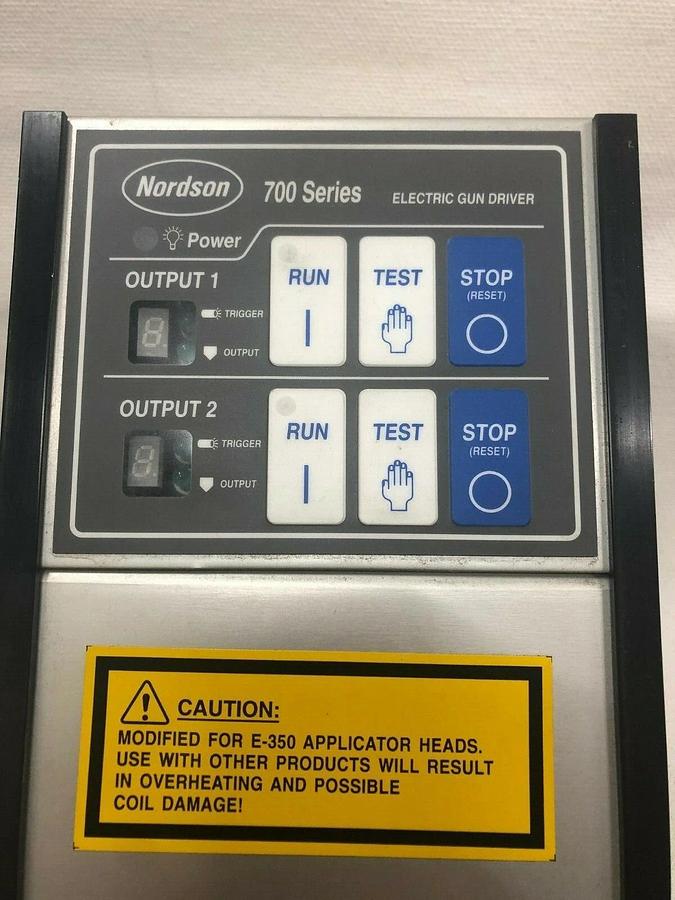 Nordson 700 Series ELECTRIC GUN DRIVER
Power
OUTPUT 1
TRIGGER
OUTPUT
RUN TEST STOP
(RESET)
OUTPUT 2
TRIGGER
OUTPUT
RUN TEST STOP
(RESET)
CAUTION:
MODIFIED FOR E-350 APPLICATOR HEADS.
USE WITH OTHER PRODUCTS WILL RESULT
IN OVERHEATING AND POSSIBLE
COIL DAMAGE!